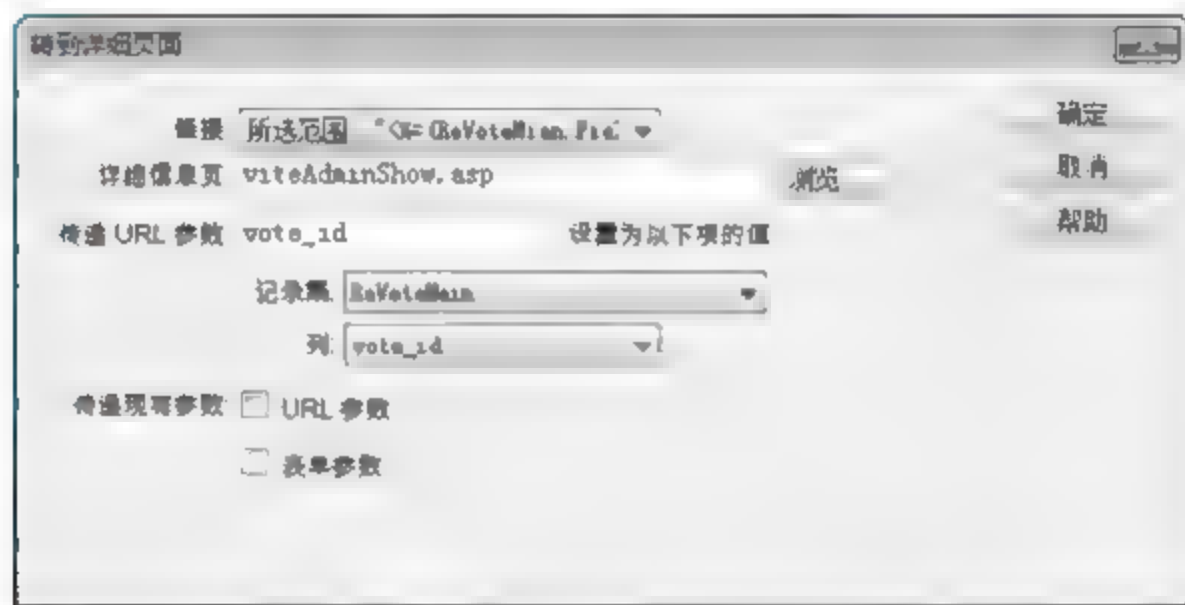 转到详细页面
链接 所选范围 "<%=(ReVoteMian.Fiel
确定
详细信息页 viteAdminShow.asp 浏览
取消
传递 URL 参数 vote_id 设置为以下项的值
帮助
记录集 ReVoteMain
列: vote_id
传递现有参数 URL 参数
表单参数